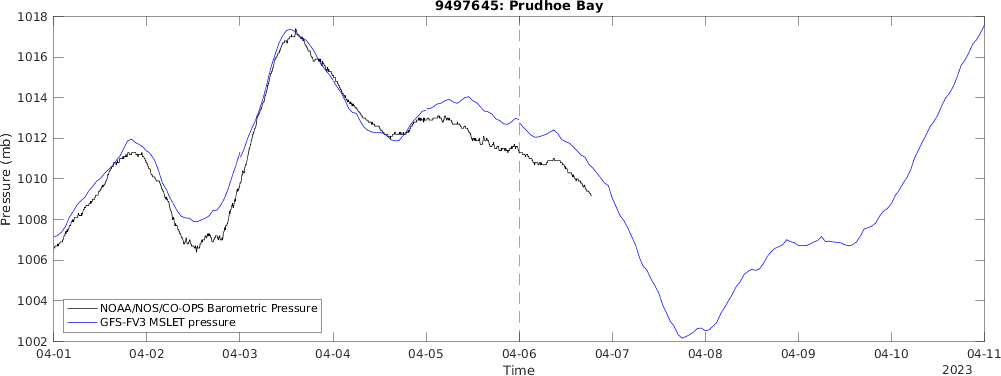 9497645: Prudhoe Bay
1018
1016
1014
1012
1010
1008
1006
1004
1002
Pressure (mb)
NOAA/NOS/CO-OPS Barometric Pressure
GFS-FV3 MSLET pressure
04-01 04-02 04-03 04-04 04-05 04-06 04-07 04-08 04-09 04-10 04-11
Time
2023